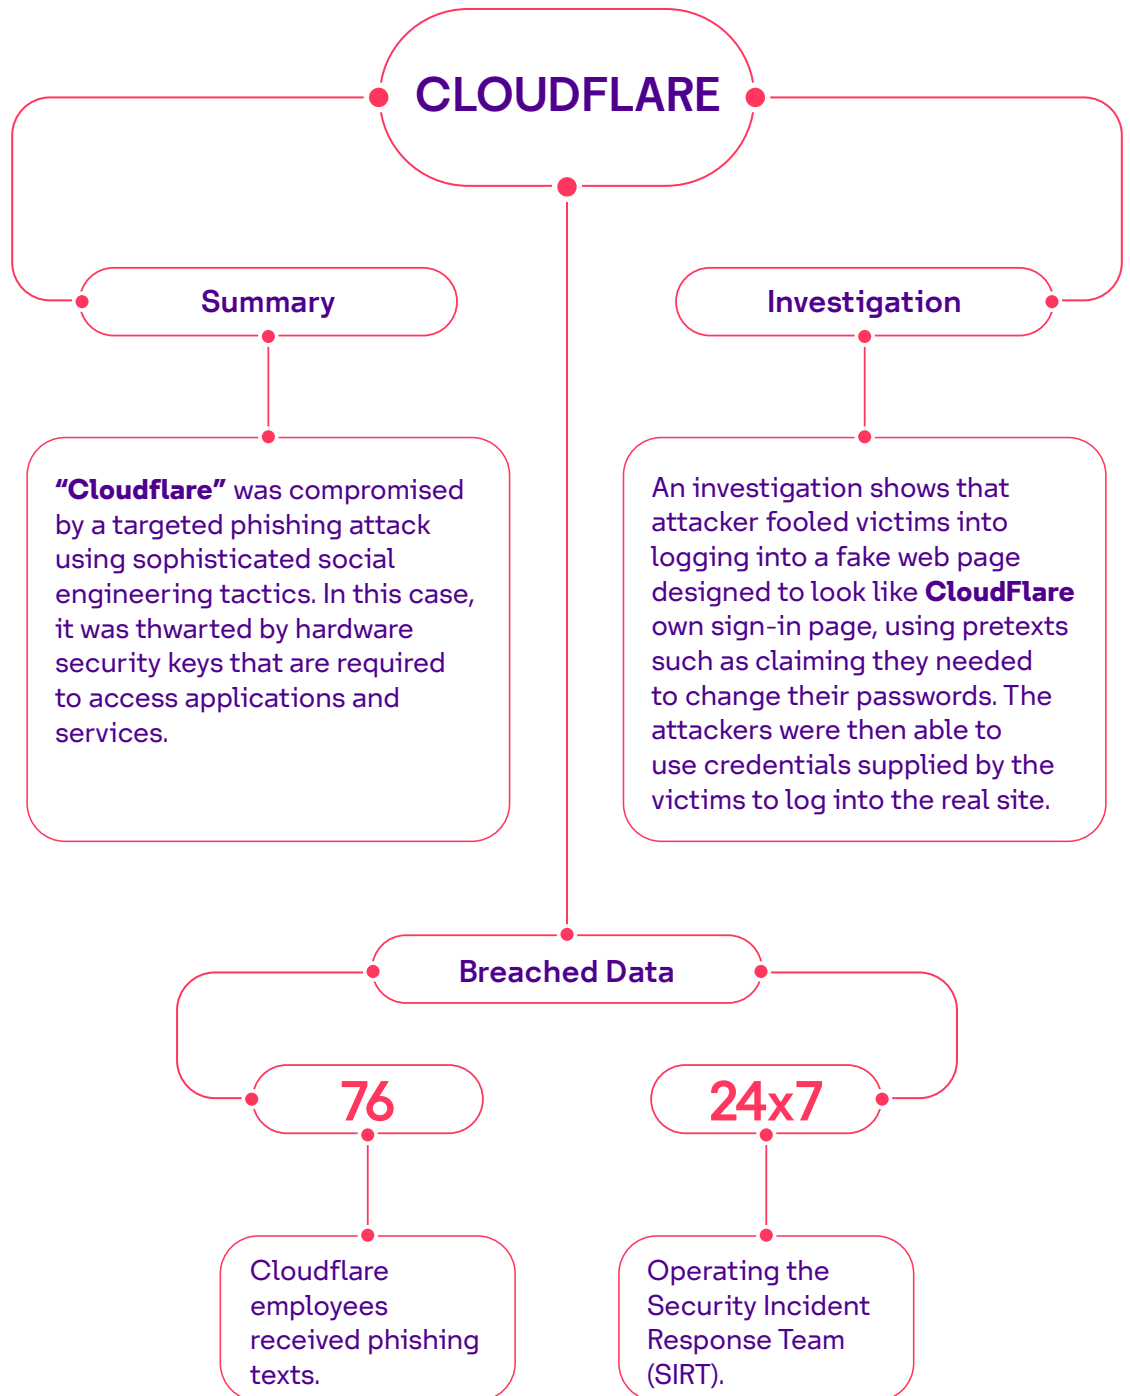 CLOUDFLARE
Summary
“Cloudflare” was compromised
by a targeted phishing attack
using sophisticated social
engineering tactics. In this case,
it was thwarted by hardware
security keys that are required
to access applications and
services.
Investigation
An investigation shows that
attacker fooled victims into
logging into a fake web page
designed to look like CloudFlare
own sign-in page, using pretexts
such as claiming they needed
to change their passwords. The
attackers were then able to
use credentials supplied by the
victims to log into the real site.
Breached Data
76
Cloudflare
employees
received phishing
texts.
24x7
Operating the
Security Incident
Response Team
(SIRT).